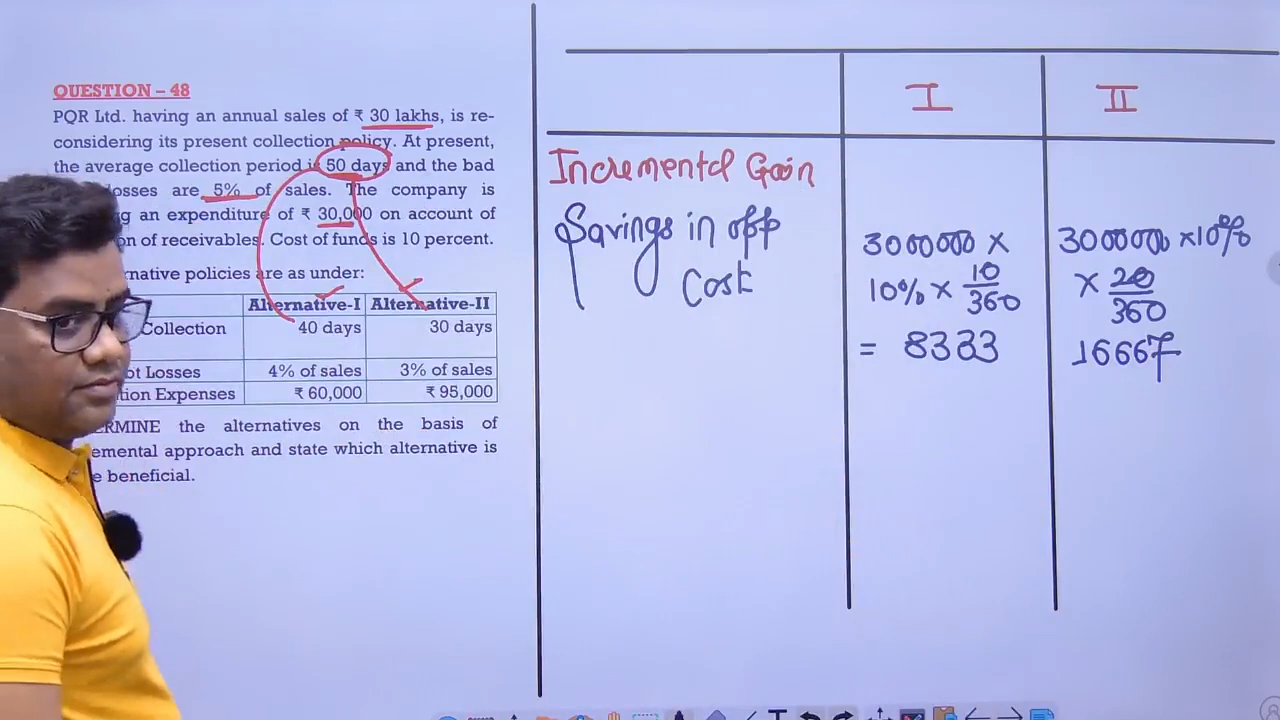 QUESTION – 48
PQR Ltd. having an annual sales of ₹ 30 lakhs, is re-
considering its present collection policy. At present,
the average collection period is 50 days and the bad
losses are 5% of sales. The company is
an expenditure of ₹ 30,000 on account of
of receivables. Cost of funds is 10 percent.
policies are as under:
Alternative-I Alternative-II
Collection 40 days 30 days
Losses 4% of sales 3% of sales
Expenses ₹ 60,000 ₹ 95,000
the alternatives on the basis of
approach and state which alternative is
beneficial.
I II
Incremental Gain
Savings in opp
Cost
3000000 ×
10% × 10/360
= 8333
3000000 × 10%
× 20/360
16667